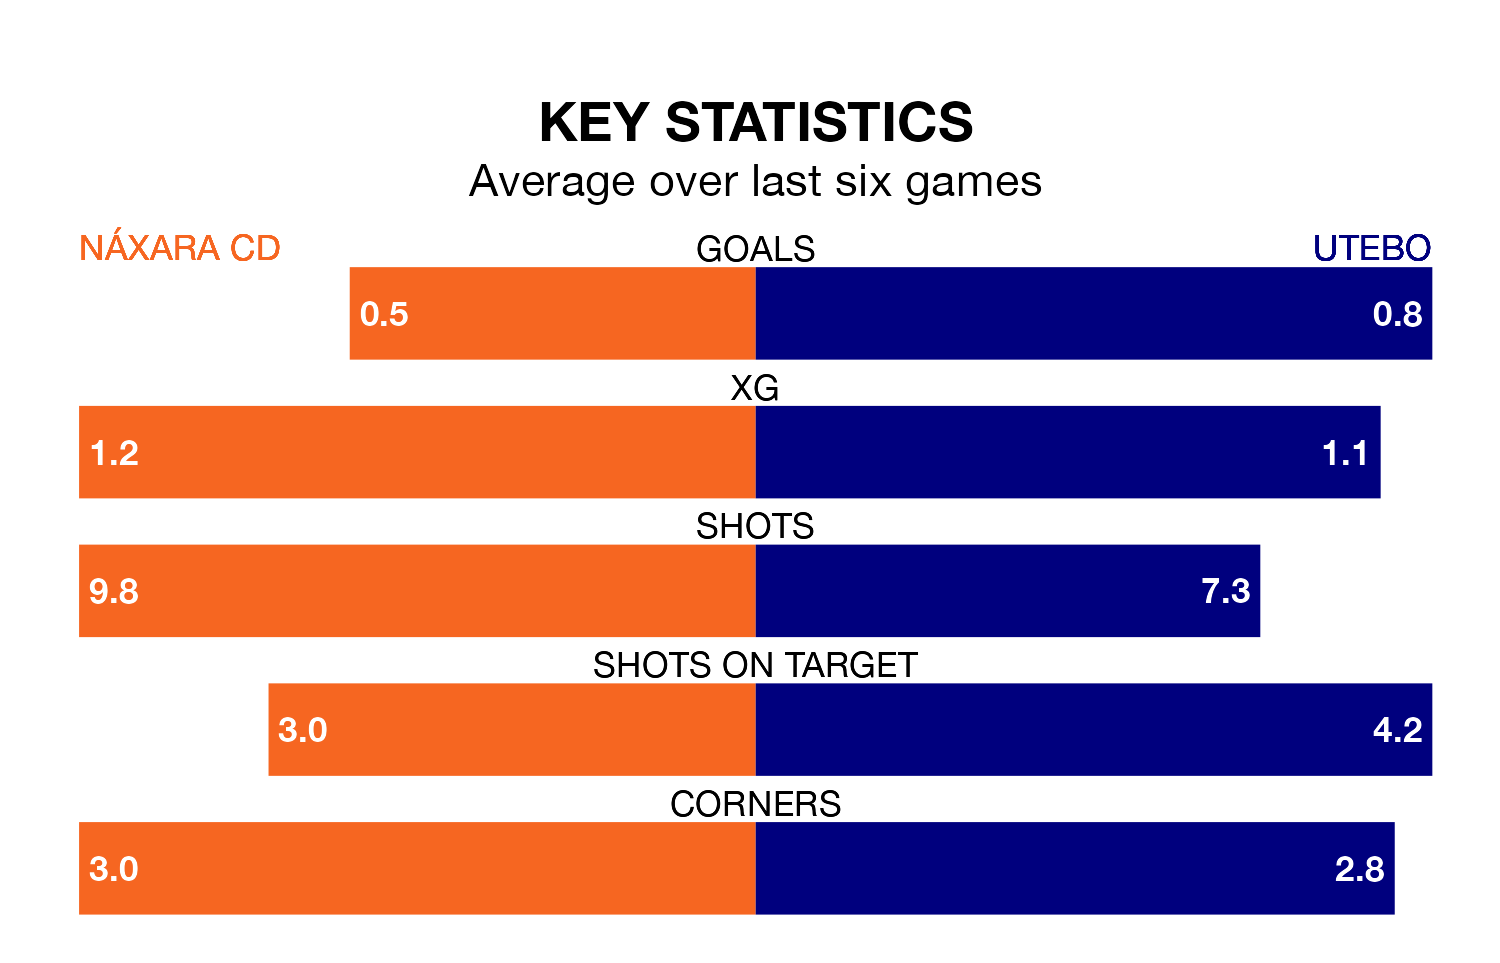 KEY STATISTICS
Average over last six games
NÁXARA CD GOALS UTEBO
0.5 0.8
XG
1.2 1.1
SHOTS
9.8 7.3
SHOTS ON TARGET
3.0 4.2
CORNERS
3.0 2.8